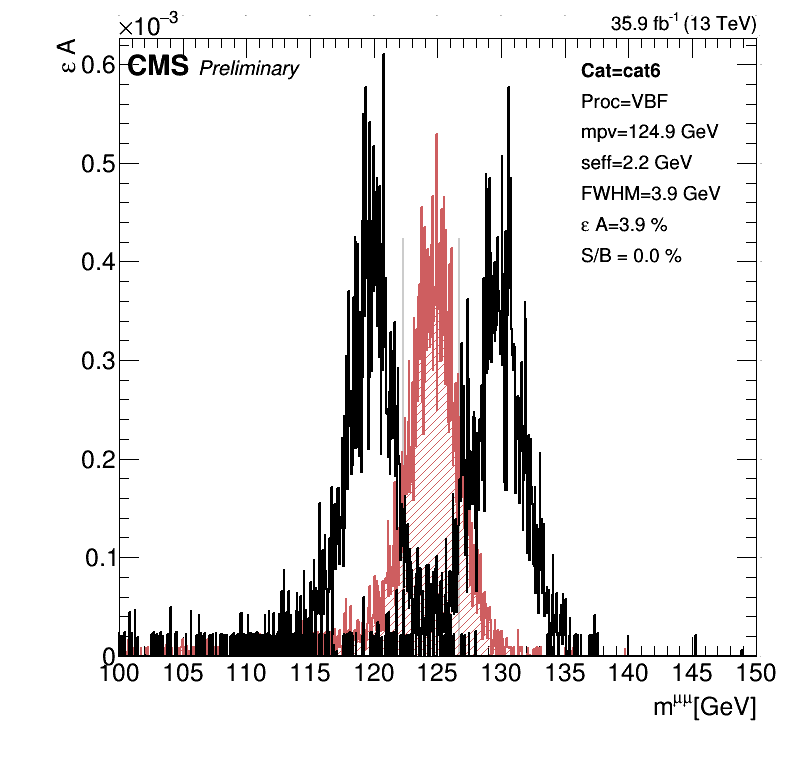 ×10⁻³
35.9 fb⁻¹ (13 TeV)
ε A
CMS Preliminary
Cat=cat6
Proc=VBF
mpv=124.9 GeV
seff=2.2 GeV
FWHM=3.9 GeV
ε A=3.9 %
S/B = 0.0 %
0.6
0.5
0.4
0.3
0.2
0.1
0
100 105 110 115 120 125 130 135 140 145 150
m^μμ[GeV]